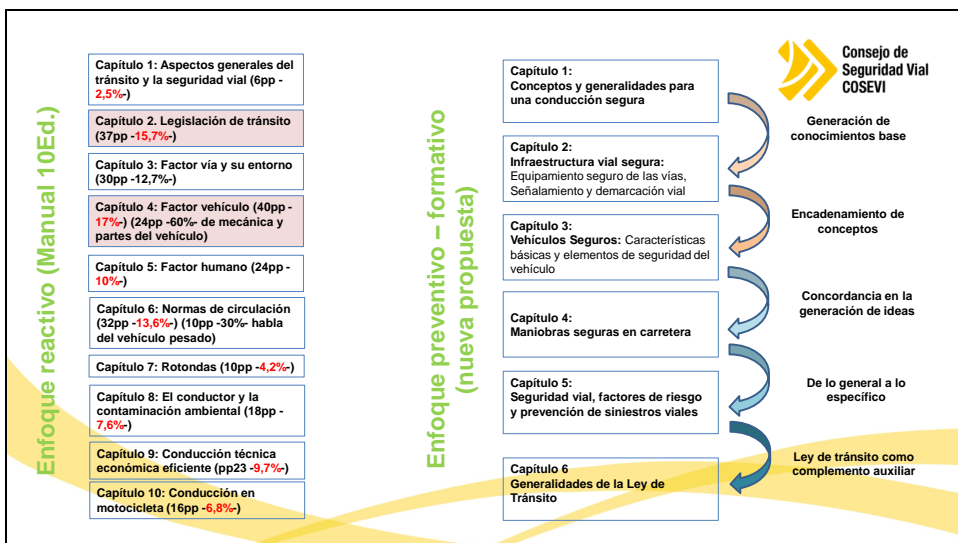 Enfoque reactivo (Manual 10Ed.)
Capítulo 1: Aspectos generales del
tránsito y la seguridad vial (6pp -
2,5%-)
Capítulo 2. Legislación de tránsito
(37pp -15,7%-)
Capítulo 3: Factor vía y su entorno
(30pp -12,7%-)
Capítulo 4: Factor vehículo (40pp -
17%-) (24pp -60%- de mecánica y
partes del vehículo)
Capítulo 5: Factor humano (24pp -
10%-)
Capítulo 6: Normas de circulación
(32pp -13,6%-) (10pp -30%- habla
del vehículo pesado)
Capítulo 7: Rotondas (10pp -4,2%-)
Capítulo 8: El conductor y la
contaminación ambiental (18pp -
7,6%-)
Capítulo 9: Conducción técnica
económica eficiente (pp23 -9,7%-)
Capítulo 10: Conducción en
motocicleta (16pp -6,8%-)
Enfoque preventivo – formativo
(nueva propuesta)
Capítulo 1:
Conceptos y generalidades para
una conducción segura
Capítulo 2:
Infraestructura vial segura:
Equipamiento seguro de las vías,
Señalamiento y demarcación vial
Capítulo 3:
Vehículos Seguros: Características
básicas y elementos de seguridad del
vehículo
Capítulo 4:
Maniobras seguras en carretera
Capítulo 5:
Seguridad vial, factores de riesgo
y prevención de siniestros viales
Capítulo 6
Generalidades de la Ley de
Tránsito
Consejo de
Seguridad Vial
COSEVI
Generación de
conocimientos base
Encadenamiento de
conceptos
Concordancia en la
generación de ideas
De lo general a lo
específico
Ley de tránsito como
complemento auxiliar